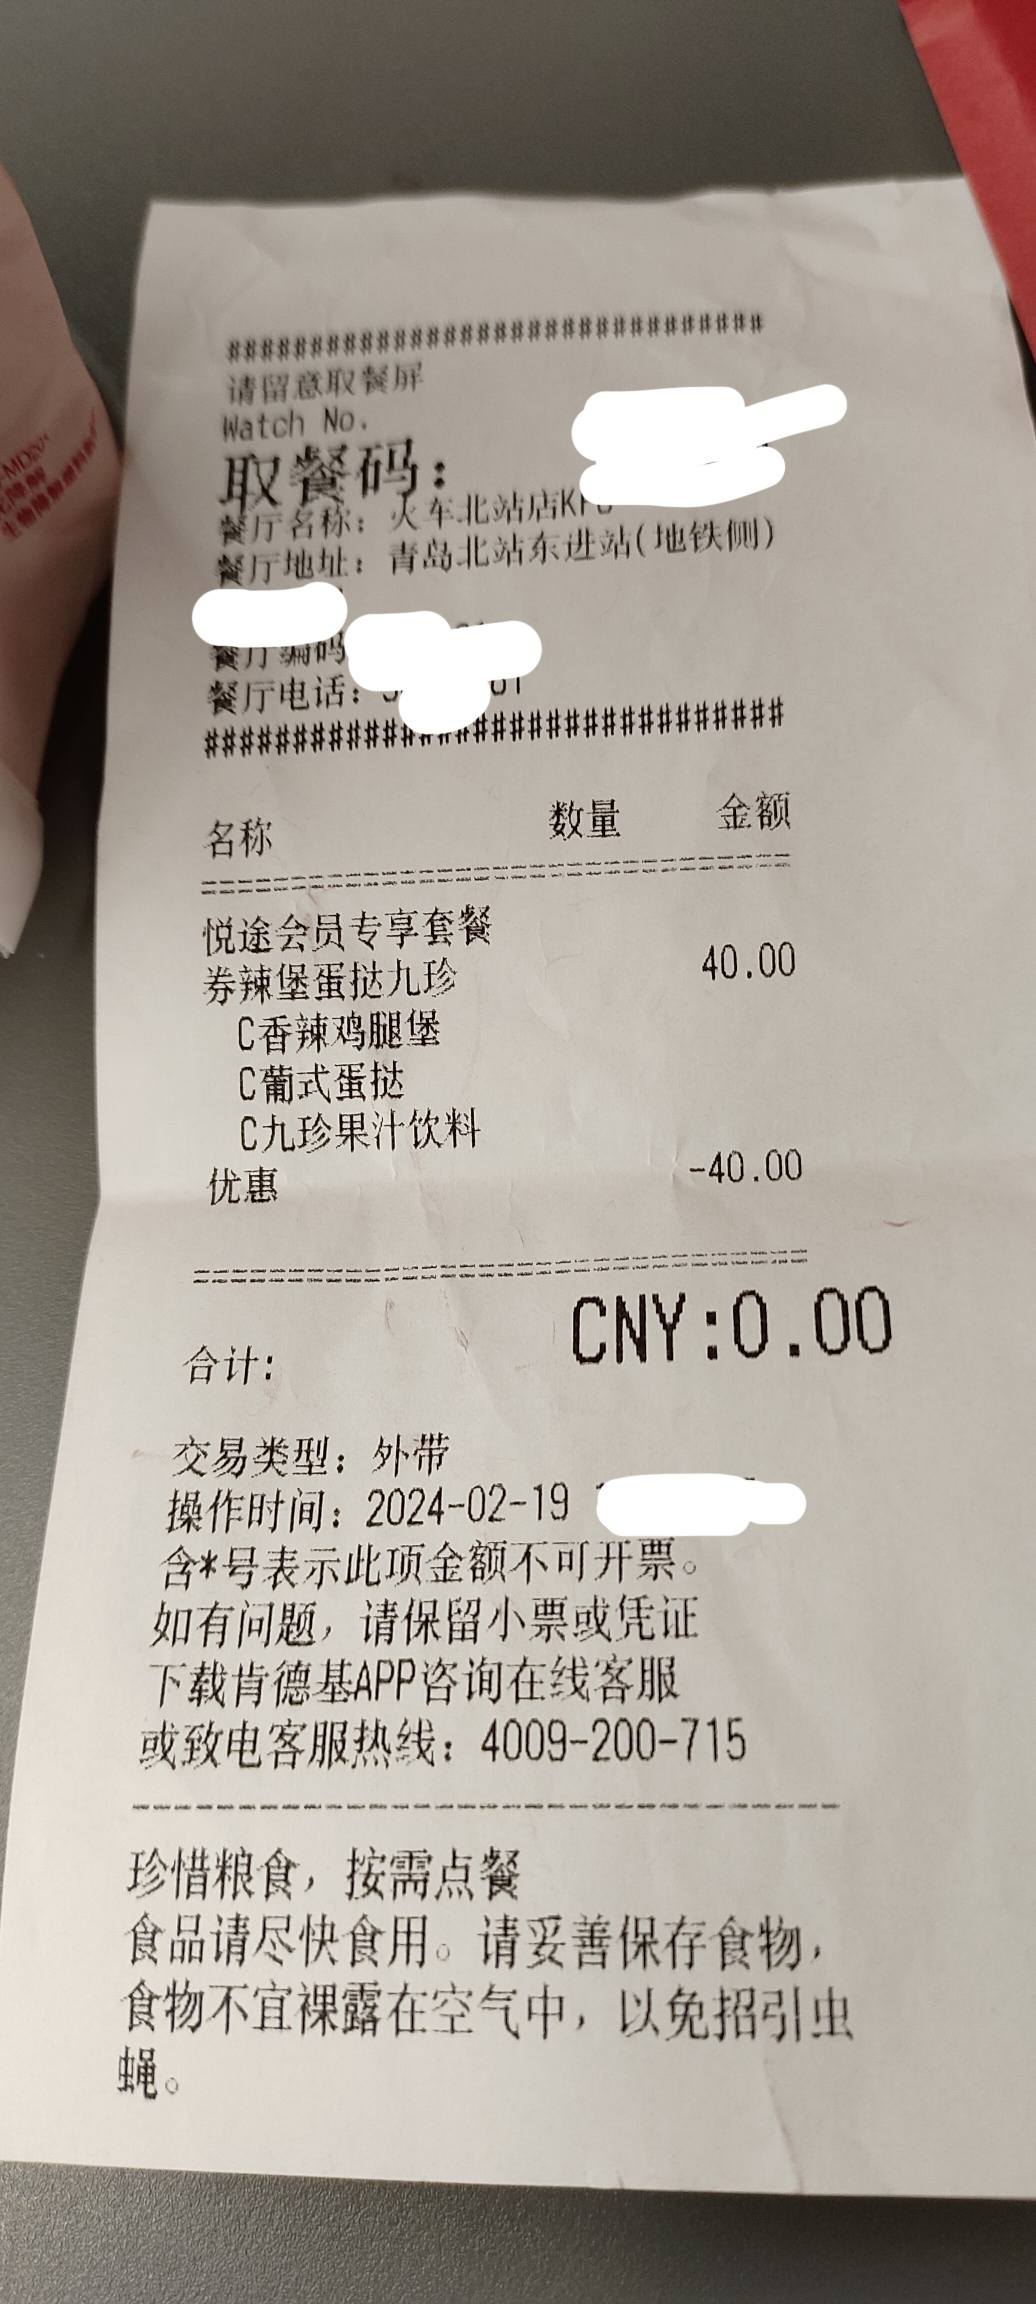 ################################
请留意取餐屏
Watch No.
取餐码:
餐厅名称: 火车北站店
餐厅地址: 青岛北站东进站(地铁侧)
餐厅编码
餐厅电话:
################################
名称 数量 金额
悦途会员专享套餐
券辣堡蛋挞九珍 40.00
C香辣鸡腿堡
C葡式蛋挞
C九珍果汁饮料
优惠 -40.00
合计: CNY:0.00
交易类型: 外带
操作时间: 2024-02-19
含*号表示此项金额不可开票。
如有问题, 请保留小票或凭证
下载肯德基APP咨询在线客服
或致电客服热线: 4009-200-715
珍惜粮食, 按需点餐
食品请尽快食用。请妥善保存食物,
食物不宜裸露在空气中, 以免招引虫
蝇。